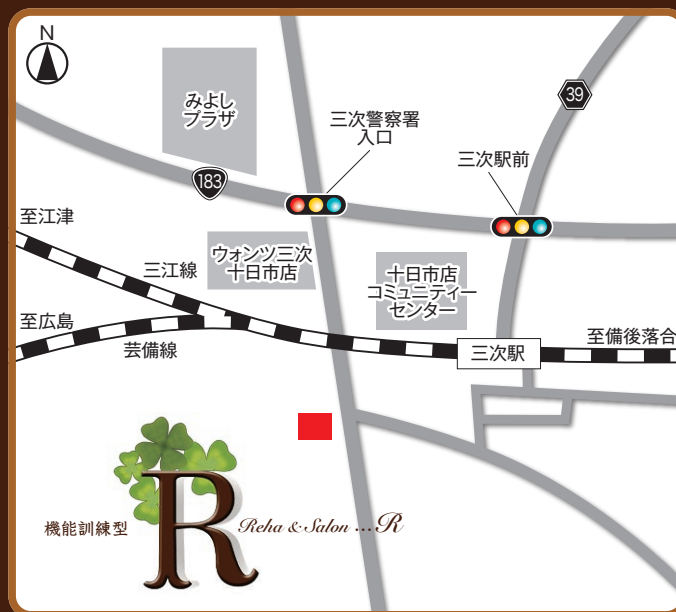 N
みよし
プラザ
39
三次警察署
入口
三次駅前
183
至江津
ウォンツ三次
十日市店
三江線
十日市店
コミュニティー
センター
至広島
芸備線
三次駅
至備後落合
機能訓練型
R
Reha & Salon ... R